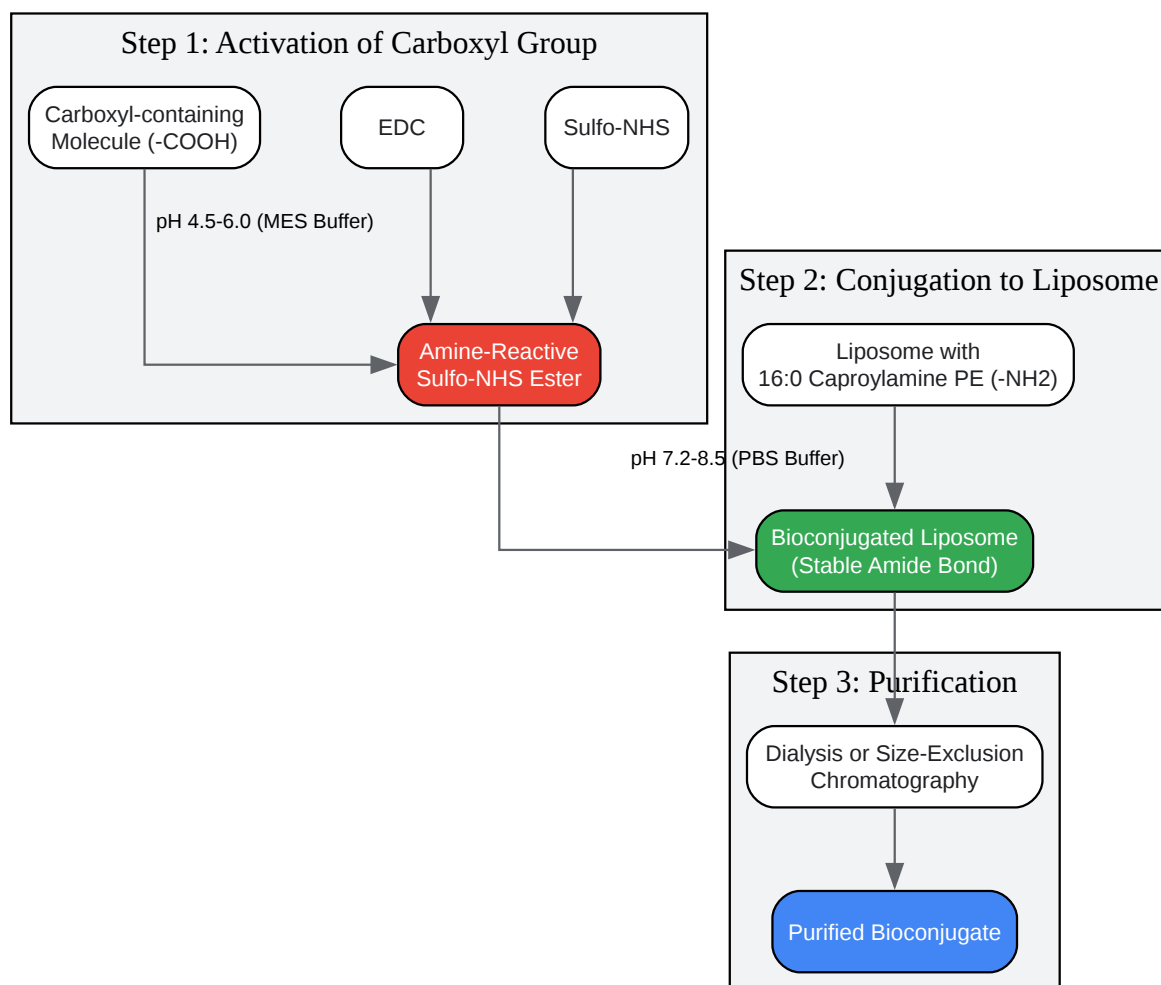 Step 1: Activation of Carboxyl Group
Carboxyl-containing
Molecule (-COOH)
EDC
Sulfo-NHS
pH 4.5-6.0 (MES Buffer)
Amine-Reactive
Sulfo-NHS Ester
Step 2: Conjugation to Liposome
Liposome with
16:0 Caproylamine PE (-NH2)
pH 7.2-8.5 (PBS Buffer)
Bioconjugated Liposome
(Stable Amide Bond)
Step 3: Purification
Dialysis or Size-Exclusion
Chromatography
Purified Bioconjugate